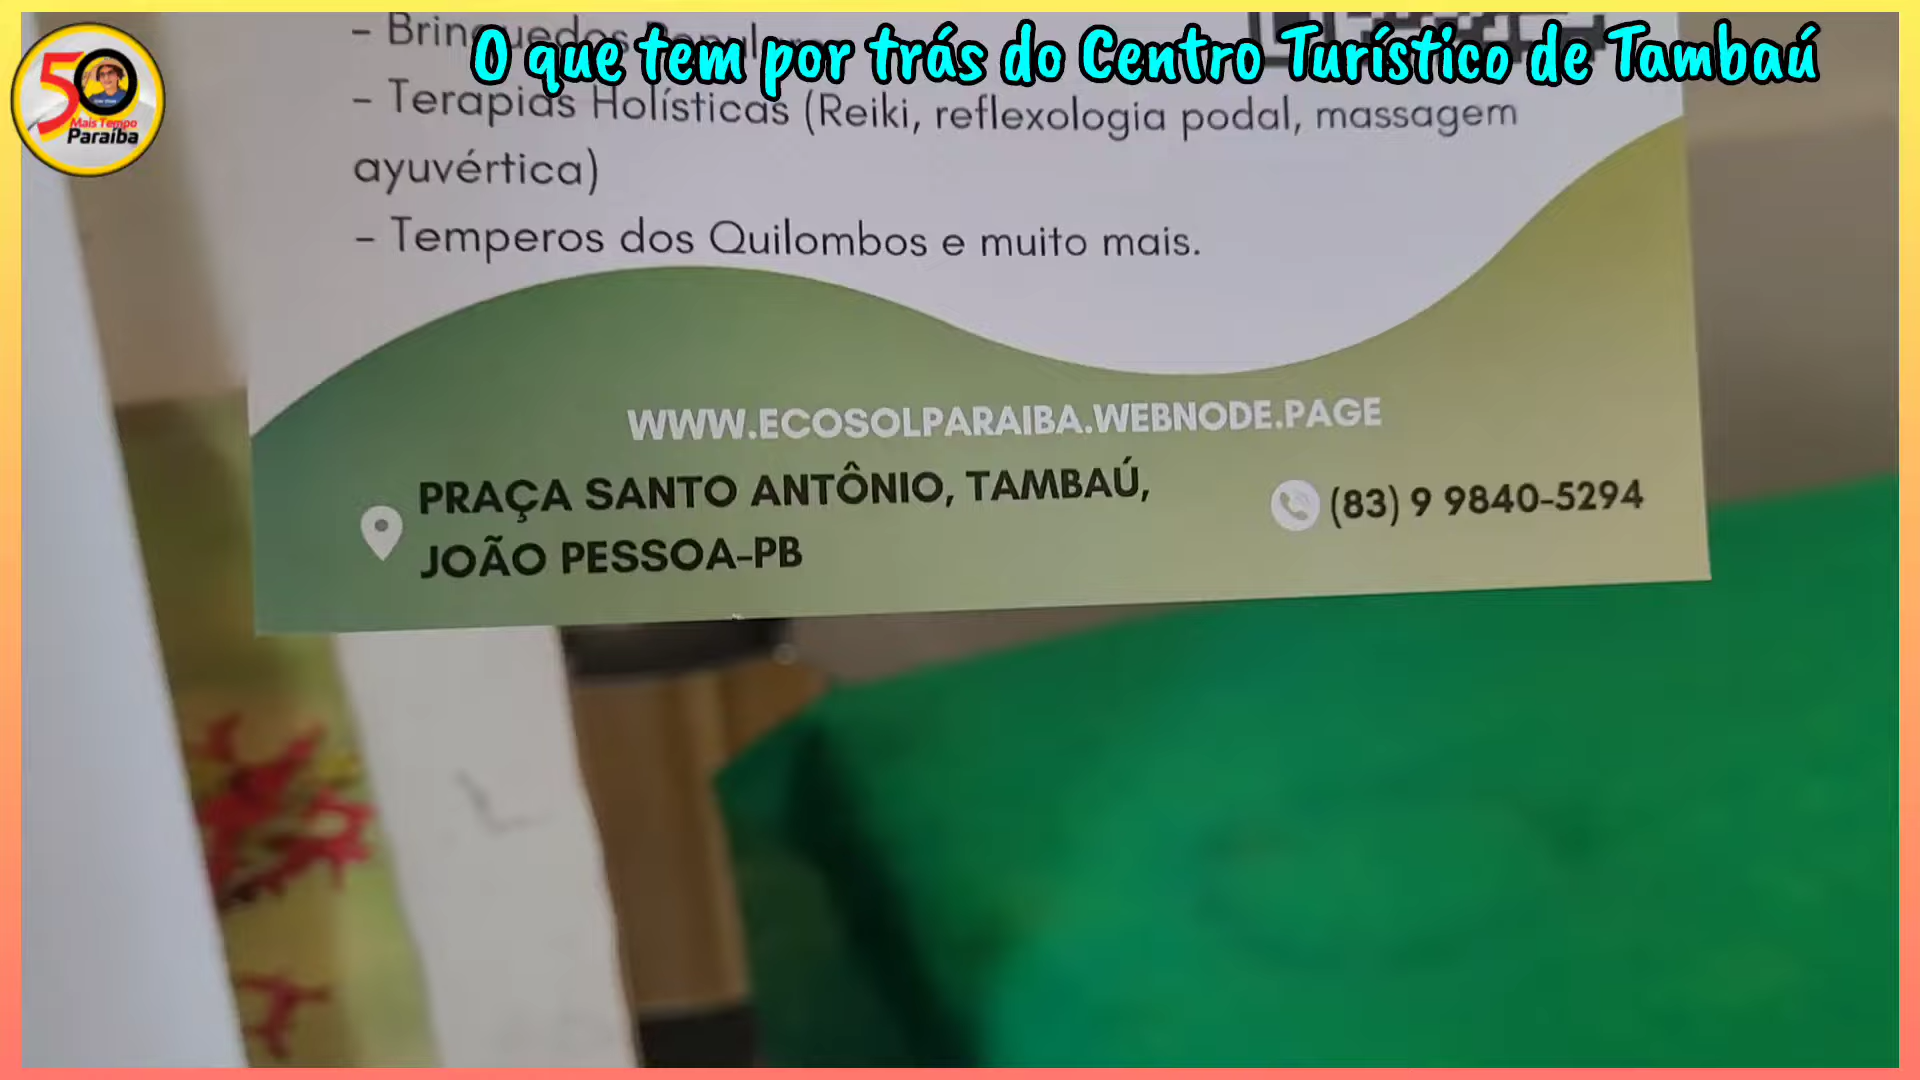 O que tem por trás do Centro Turístico de Tambaú
50
Mais Tempo
Paraíba
- Brinquedos
- Terapias Holísticas (Reiki, reflexologia podal, massagem
ayuvértica)
- Temperos dos Quilombos e muito mais.
WWW.ECOSOLPARAIBA.WEBNODE.PAGE
PRAÇA SANTO ANTÔNIO, TAMBAÚ,
JOÃO PESSOA-PB
(83) 9 9840-5294